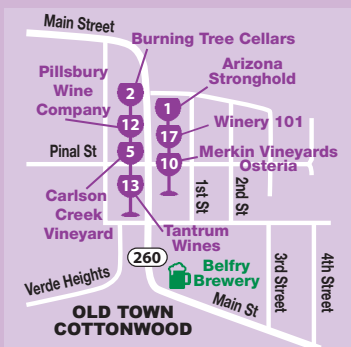 Main Street
Burning Tree Cellars
Pillsbury
Wine
Company
Arizona
Stronghold
2
1
12
17
Winery 101
Pinal St
5
10
Merkin Vineyards
Osteria
Carlson
Creek
Vineyard
13
Tantrum
Wines
1st St
2nd St
260
Belfry
Brewery
Verde Heights
Main St
3rd Street
4th Street
OLD TOWN
COTTONWOOD